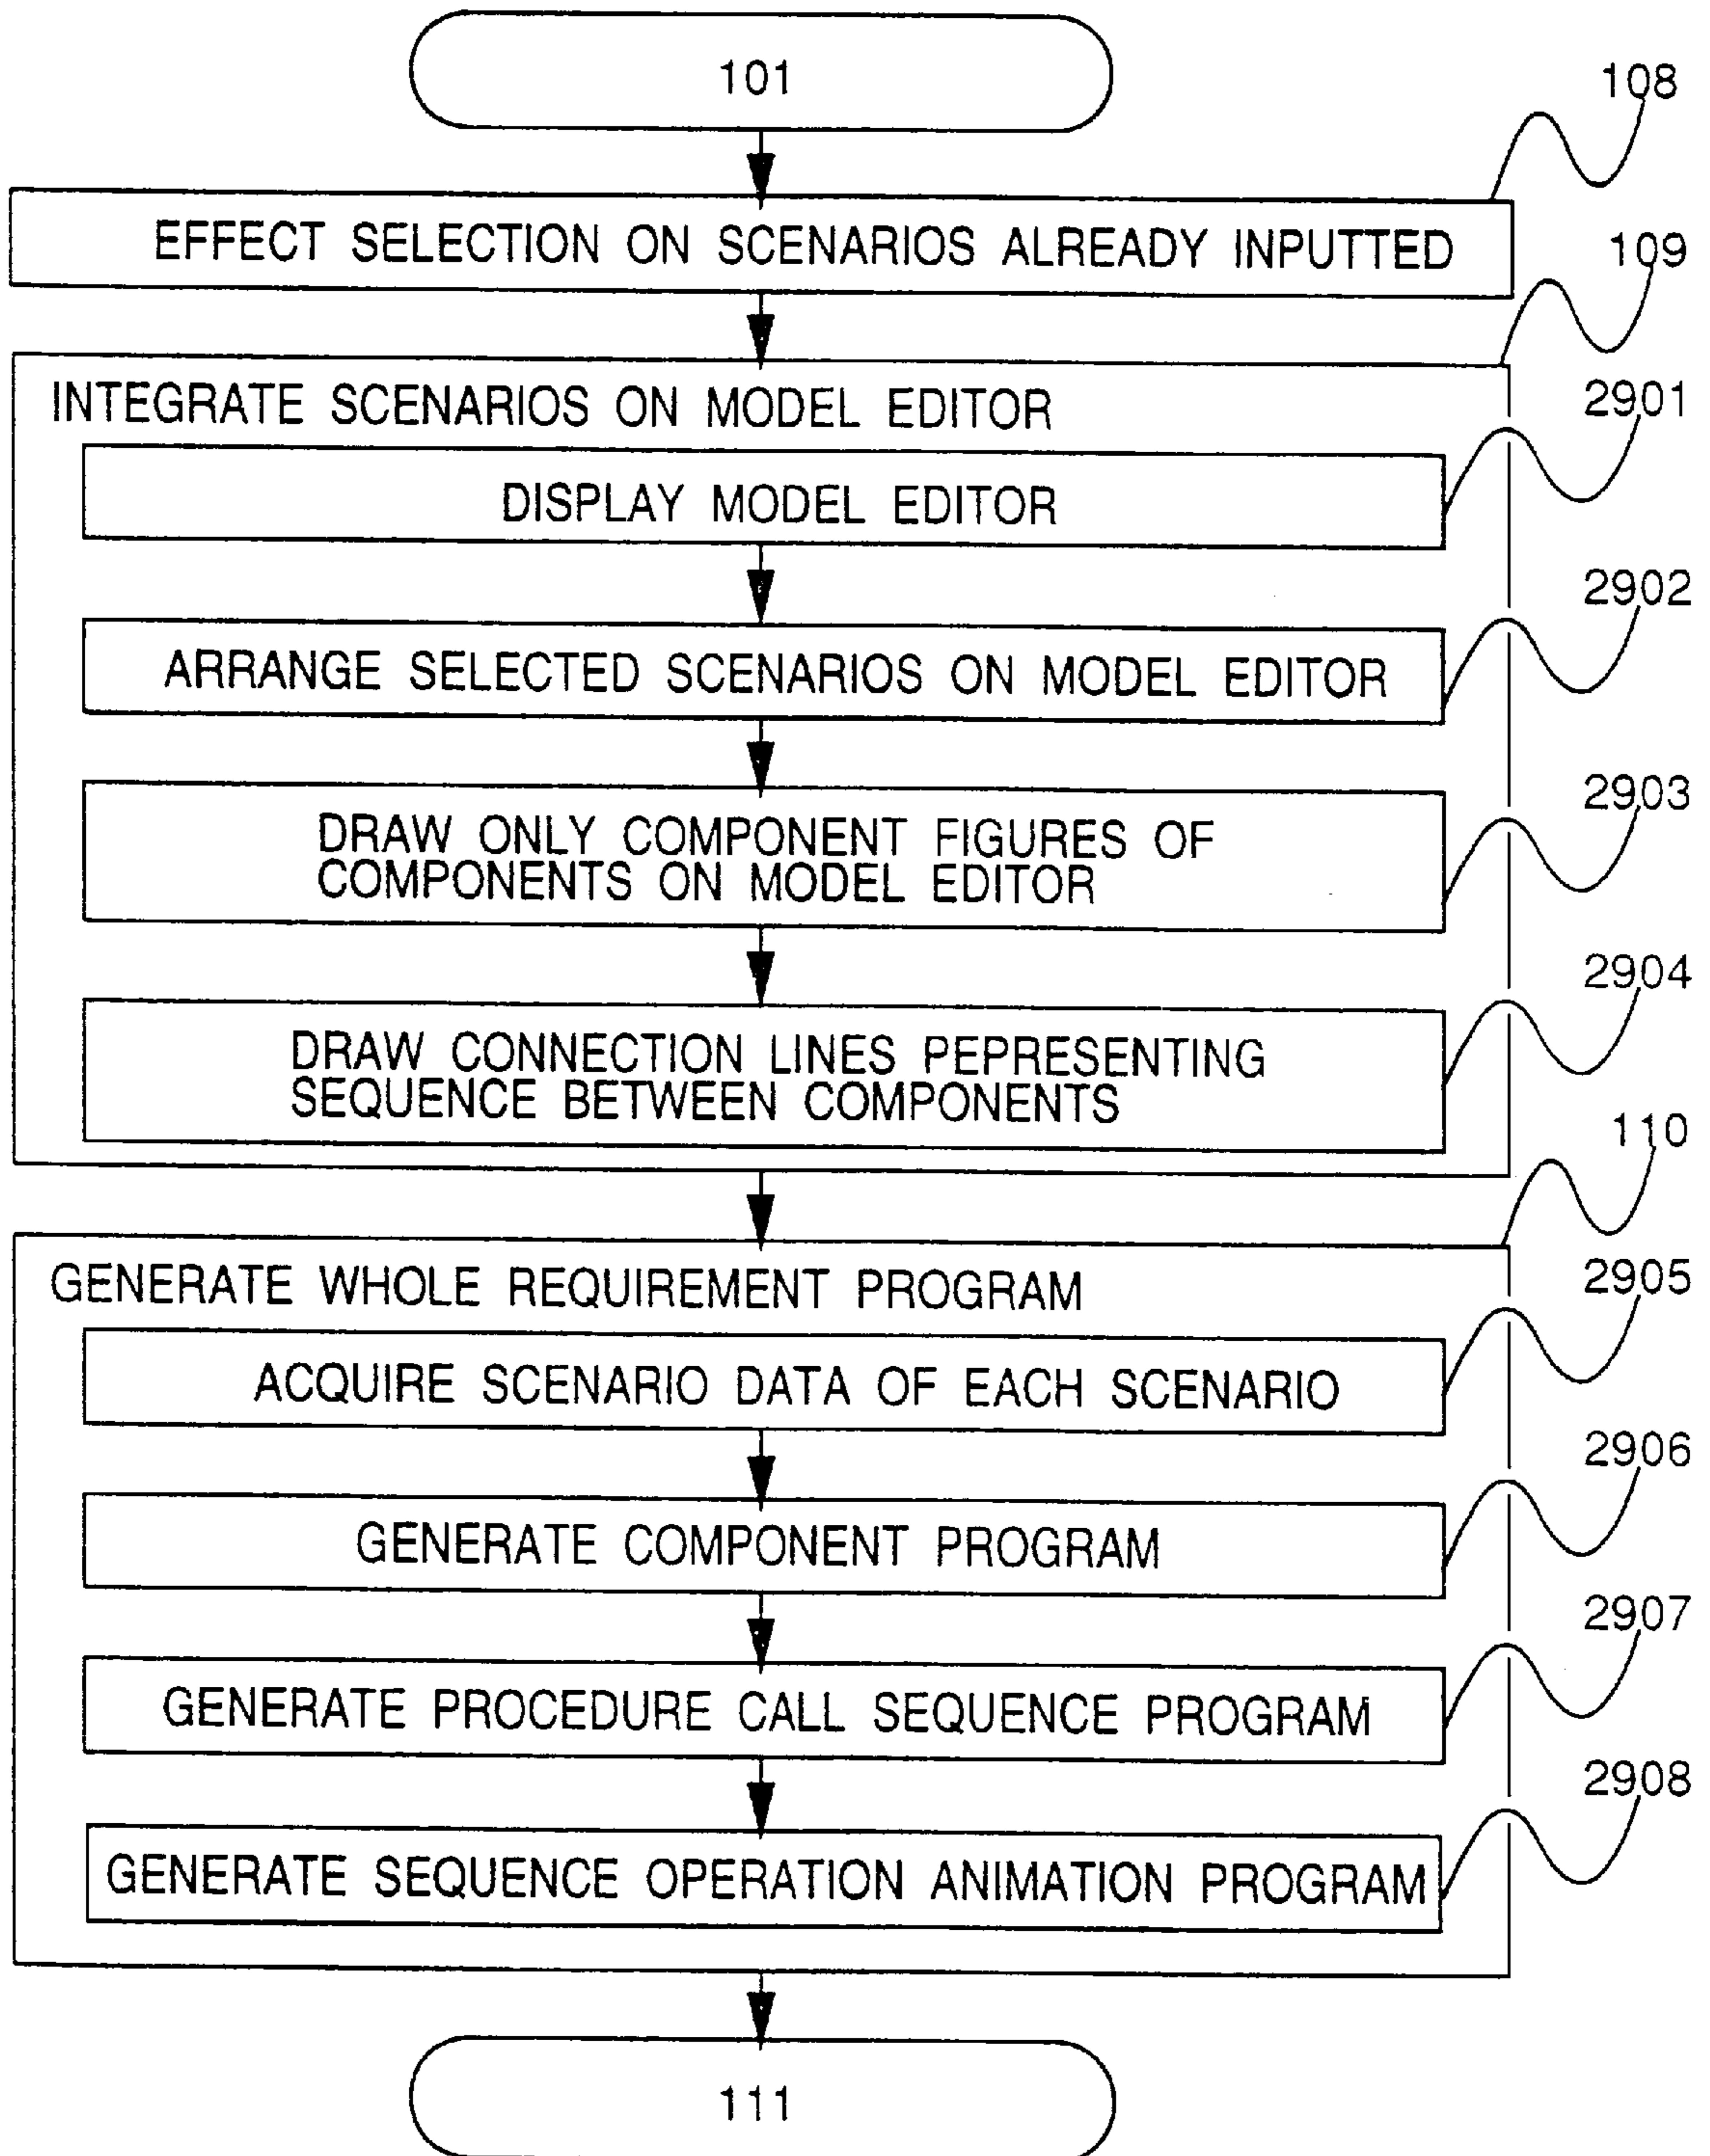 101
108
EFFECT SELECTION ON SCENARIOS ALREADY INPUTTED
109
INTEGRATE SCENARIOS ON MODEL EDITOR
2901
DISPLAY MODEL EDITOR
2902
ARRANGE SELECTED SCENARIOS ON MODEL EDITOR
2903
DRAW ONLY COMPONENT FIGURES OF
COMPONENTS ON MODEL EDITOR
2904
DRAW CONNECTION LINES PEPRESENTING
SEQUENCE BETWEEN COMPONENTS
110
GENERATE WHOLE REQUIREMENT PROGRAM
2905
ACQUIRE SCENARIO DATA OF EACH SCENARIO
2906
GENERATE COMPONENT PROGRAM
2907
GENERATE PROCEDURE CALL SEQUENCE PROGRAM
2908
GENERATE SEQUENCE OPERATION ANIMATION PROGRAM
111